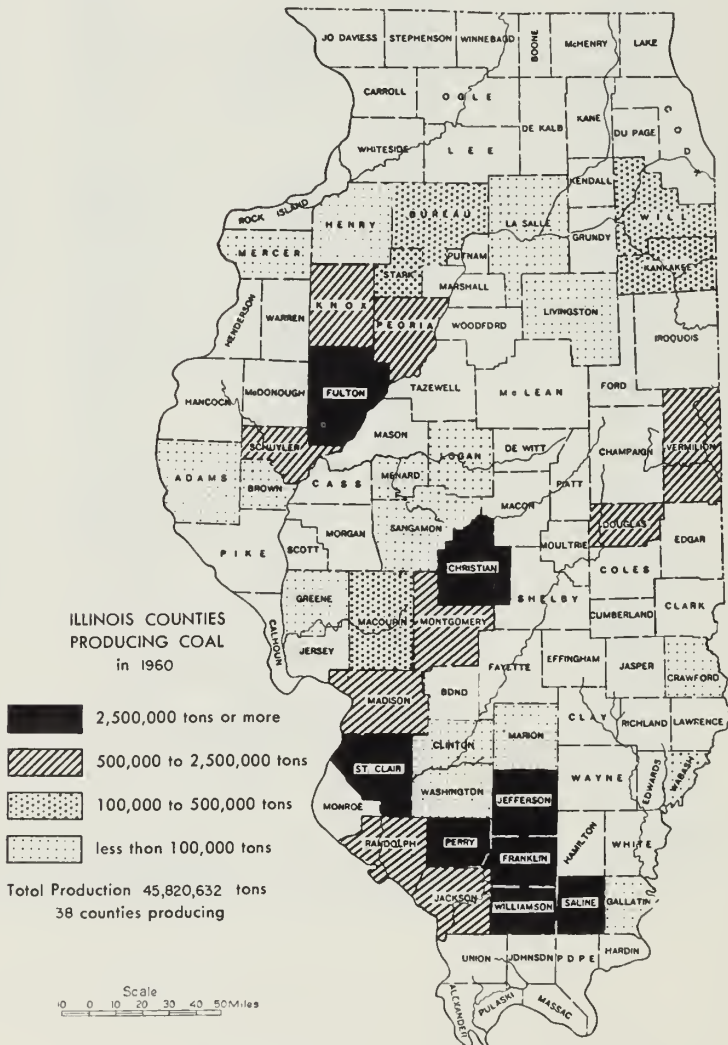 JO DAVIESS STEPHENSON WINNEBAGO BOONE McHENRY LAKE
CARROLL OGLE DE KALB KANE COOK
DU PAGE
WHITESIDE LEE
KENDALL
ROCK ISLAND HENRY BUREAU LA SALLE GRUNDY WILL
MERCER STARK PUTNAM KANKAKEE
MARSHALL
HENDERSON WARREN KNOX PEORIA WOODFORD LIVINGSTON IROQUOIS
HANCOCK McDONOUGH FULTON TAZEWELL McLEAN FORD
MASON
SCHUYLER LOGAN DE WITT CHAMPAIGN VERMILION
ADAMS BROWN CASS MENARD PIATT
MACON
PIKE SCOTT MORGAN SANGAMON MOULTRIE DOUGLAS EDGAR
CHRISTIAN COLES
GREENE MACOUPIN MONTGOMERY SHELBY CUMBERLAND CLARK
CALHOUN JERSEY
FAYETTE EFFINGHAM JASPER CRAWFORD
MADISON BOND
CLAY RICHLAND LAWRENCE
CLINTON MARION
ST. CLAIR
MONROE WASHINGTON JEFFERSON WAYNE EDWARDS WABASH
RANDOLPH PERRY FRANKLIN HAMILTON WHITE
JACKSON WILLIAMSON SALINE GALLATIN
UNION JOHNSON POPE HARDIN
ALEXANDER PULASKI MASSAC
ILLINOIS COUNTIES
PRODUCING COAL
in 1960
2,500,000 tons or more
500,000 to 2,500,000 tons
100,000 to 500,000 tons
less than 100,000 tons
Total Production 45,820,632 tons
38 counties producing
Scale
10 0 10 20 30 40 50 Miles